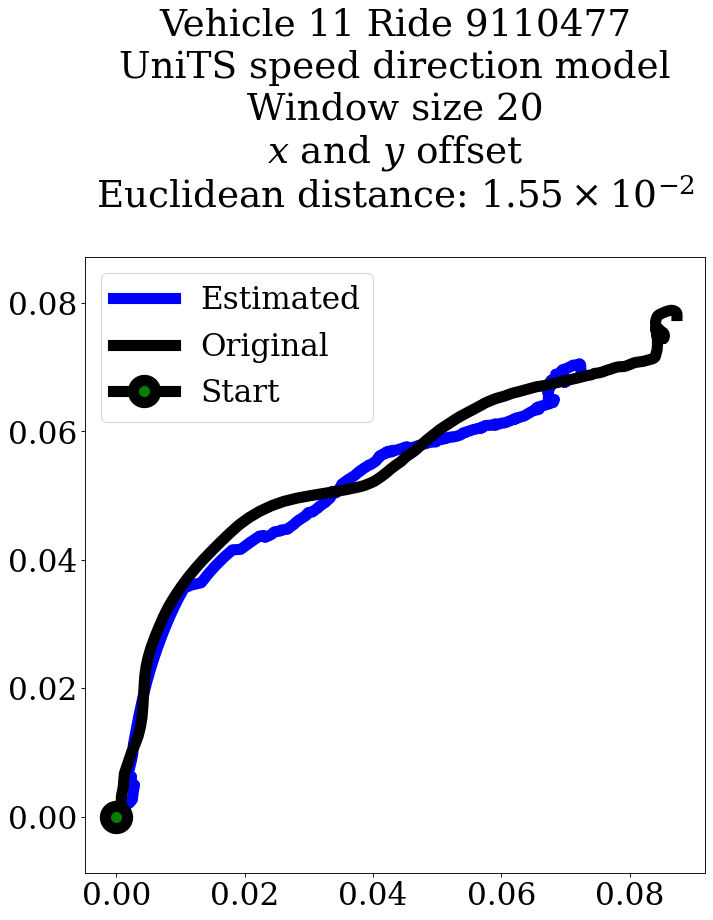 Vehicle 11 Ride 9110477
UniTS speed direction model
Window size 20
x and y offset
Euclidean distance: 1.55 × 10⁻²
Estimated
Original
Start
0.08
0.06
0.04
0.02
0.00
0.00 0.02 0.04 0.06 0.08